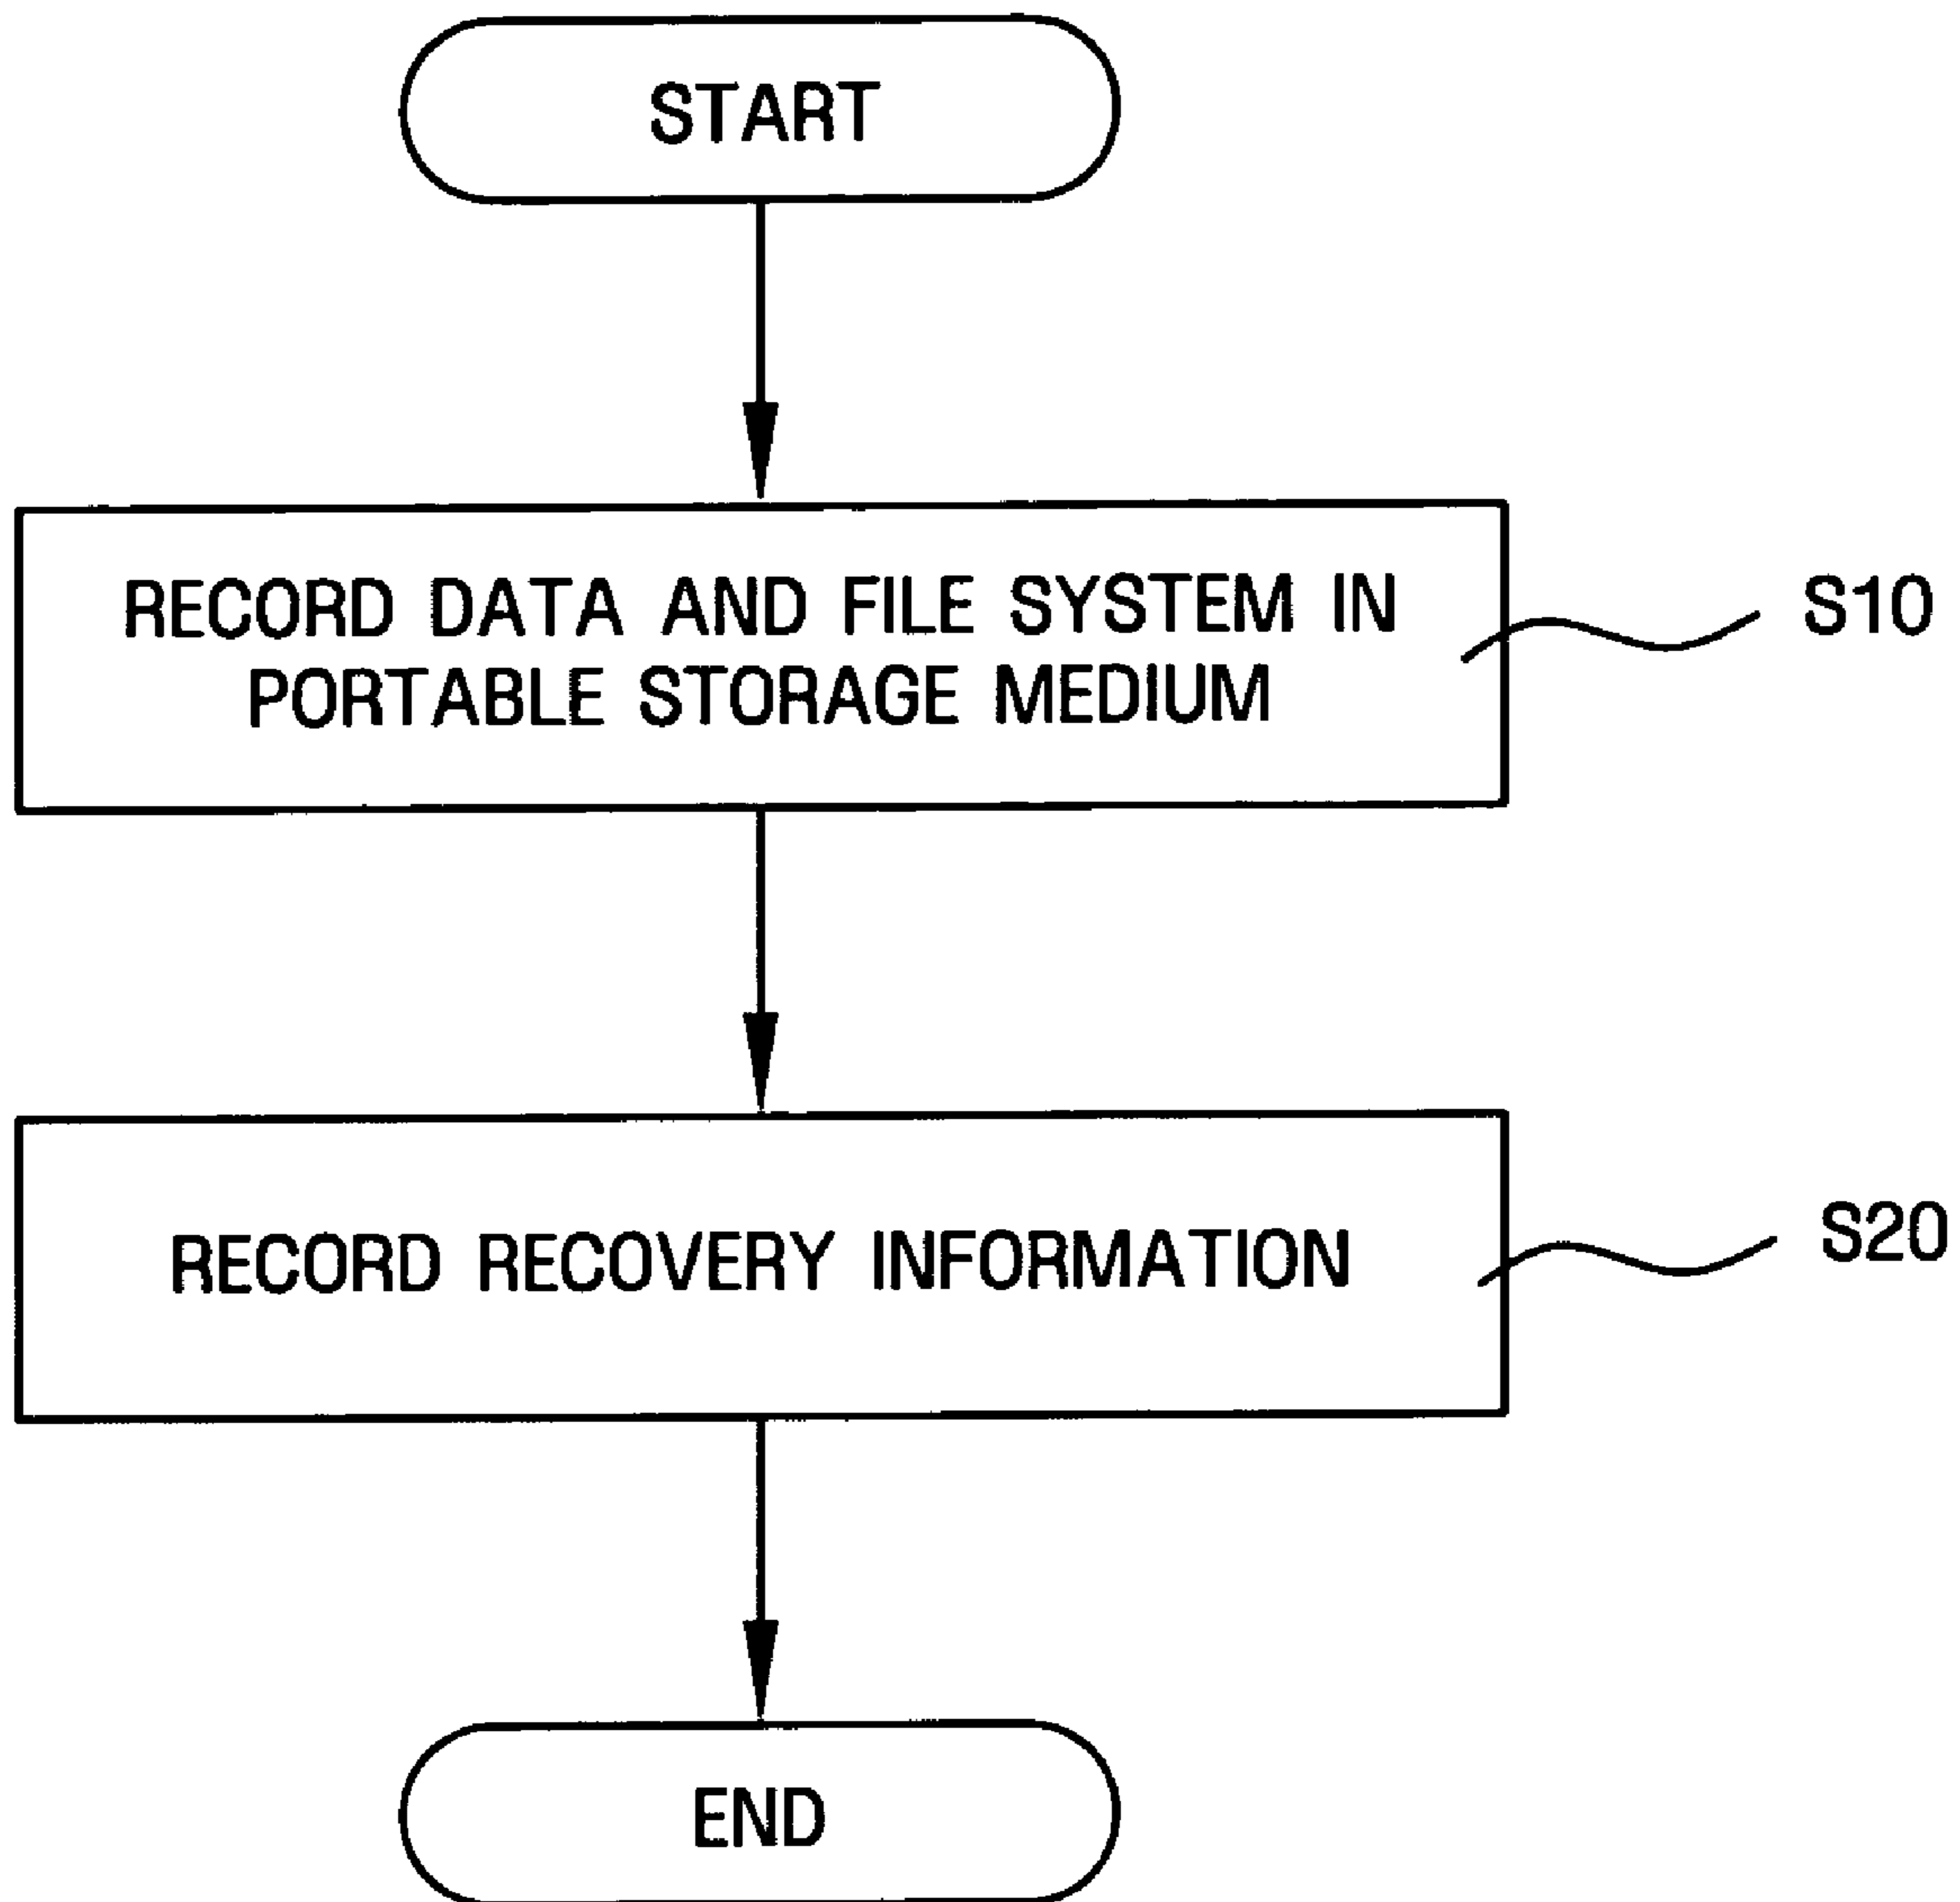 START
RECORD DATA AND FILE SYSTEM IN
PORTABLE STORAGE MEDIUM
S10
RECORD RECOVERY INFORMATION
S20
END